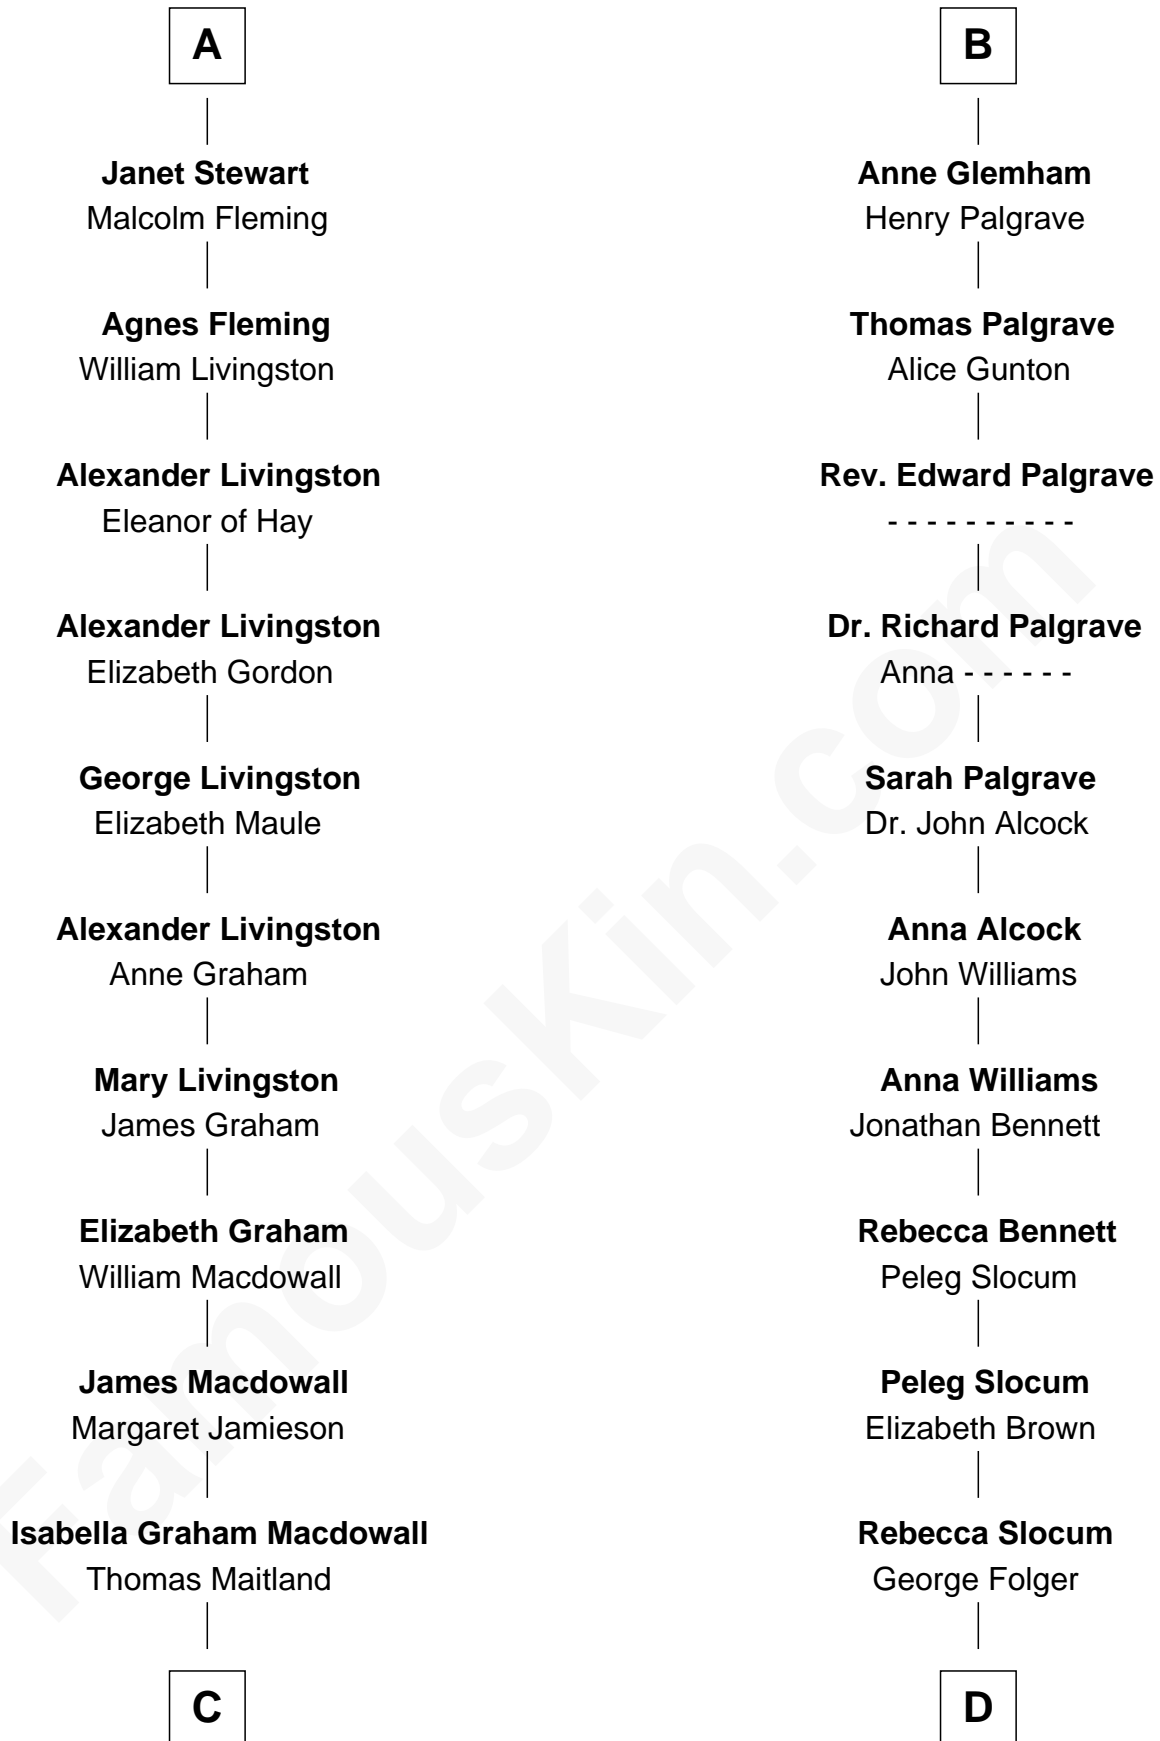 A
Janet Stewart
Malcolm Fleming
Agnes Fleming
William Livingston
Alexander Livingston
Eleanor of Hay
Alexander Livingston
Elizabeth Gordon
George Livingston
Elizabeth Maule
Alexander Livingston
Anne Graham
Mary Livingston
James Graham
Elizabeth Graham
William Macdowall
James Macdowall
Margaret Jamieson
Isabella Graham Macdowall
Thomas Maitland
C
B
Anne Glemham
Henry Palgrave
Thomas Palgrave
Alice Gunton
Rev. Edward Palgrave
- - - - - - - - - -
Dr. Richard Palgrave
Anna - - - - - -
Sarah Palgrave
Dr. John Alcock
Anna Alcock
John Williams
Anna Williams
Jonathan Bennett
Rebecca Bennett
Peleg Slocum
Peleg Slocum
Elizabeth Brown
Rebecca Slocum
George Folger
D
FamousKin.com